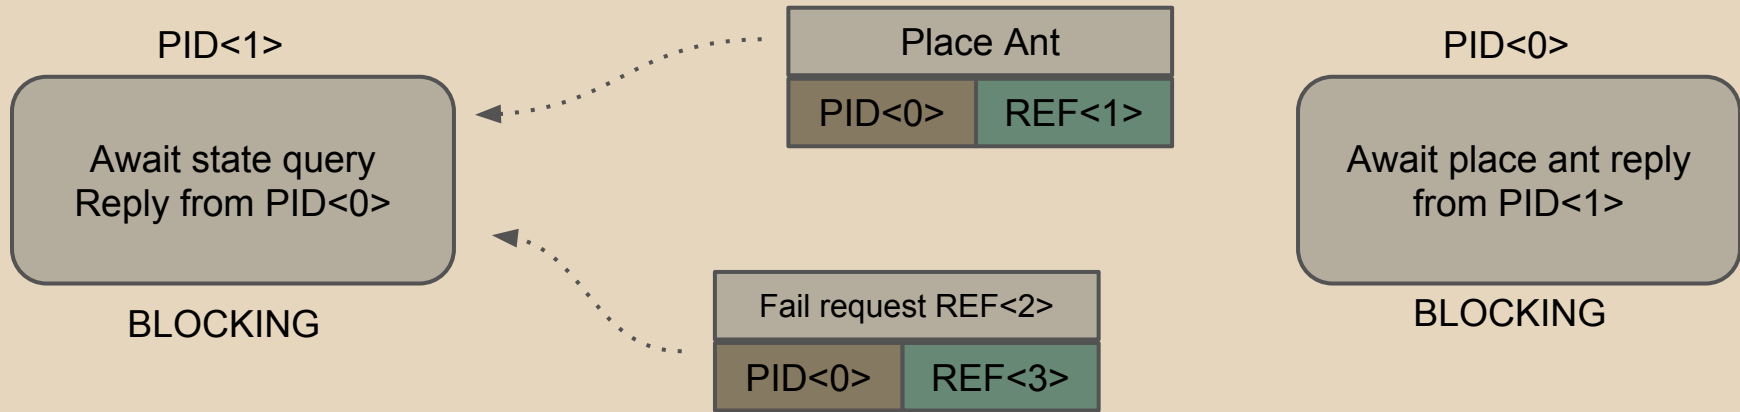 PID<1>
Await state query
Reply from PID<0>
BLOCKING
Place Ant
PID<0> REF<1>
Fail request REF<2>
PID<0> REF<3>
PID<0>
Await place ant reply
from PID<1>
BLOCKING